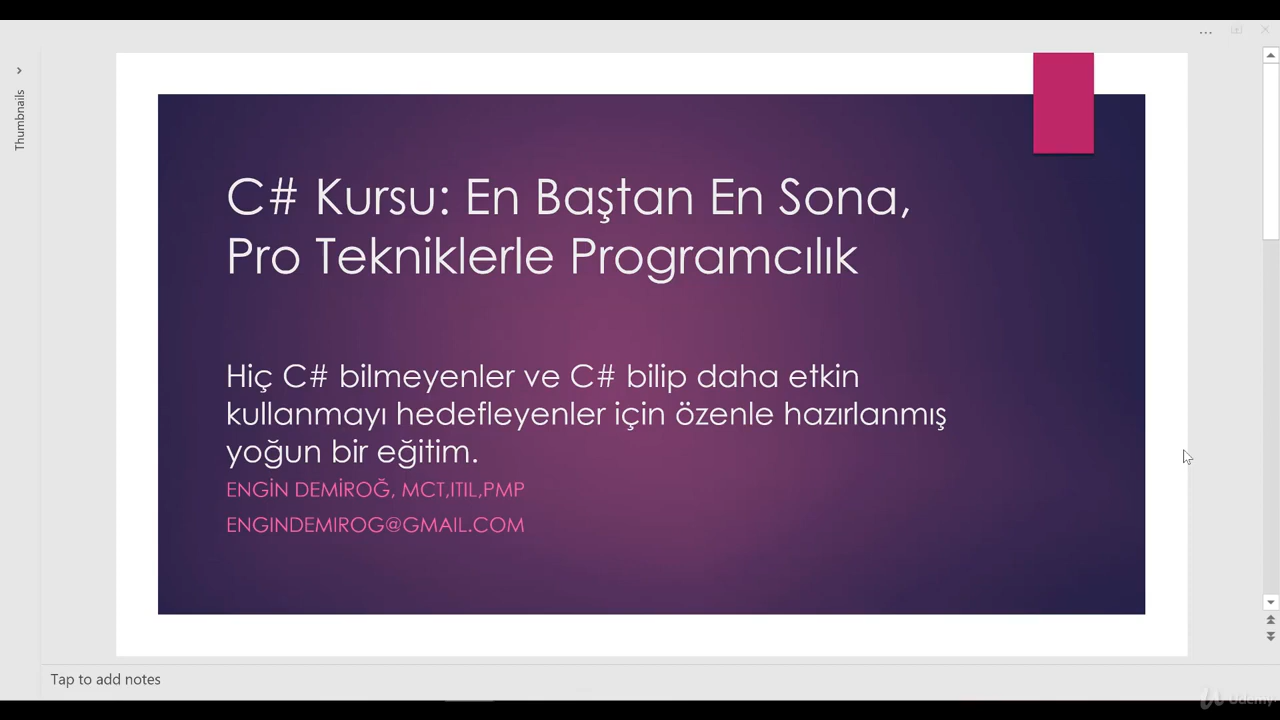 Thumbnails
C# Kursu: En Baştan En Sona,
Pro Tekniklerle Programcılık
Hiç C# bilmeyenler ve C# bilip daha etkin
kullanmayı hedefleyenler için özenle hazırlanmış
yoğun bir eğitim.
ENGİN DEMİROĞ, MCT,ITIL,PMP
ENGINDEMIROG@GMAIL.COM
Tap to add notes
Udemy